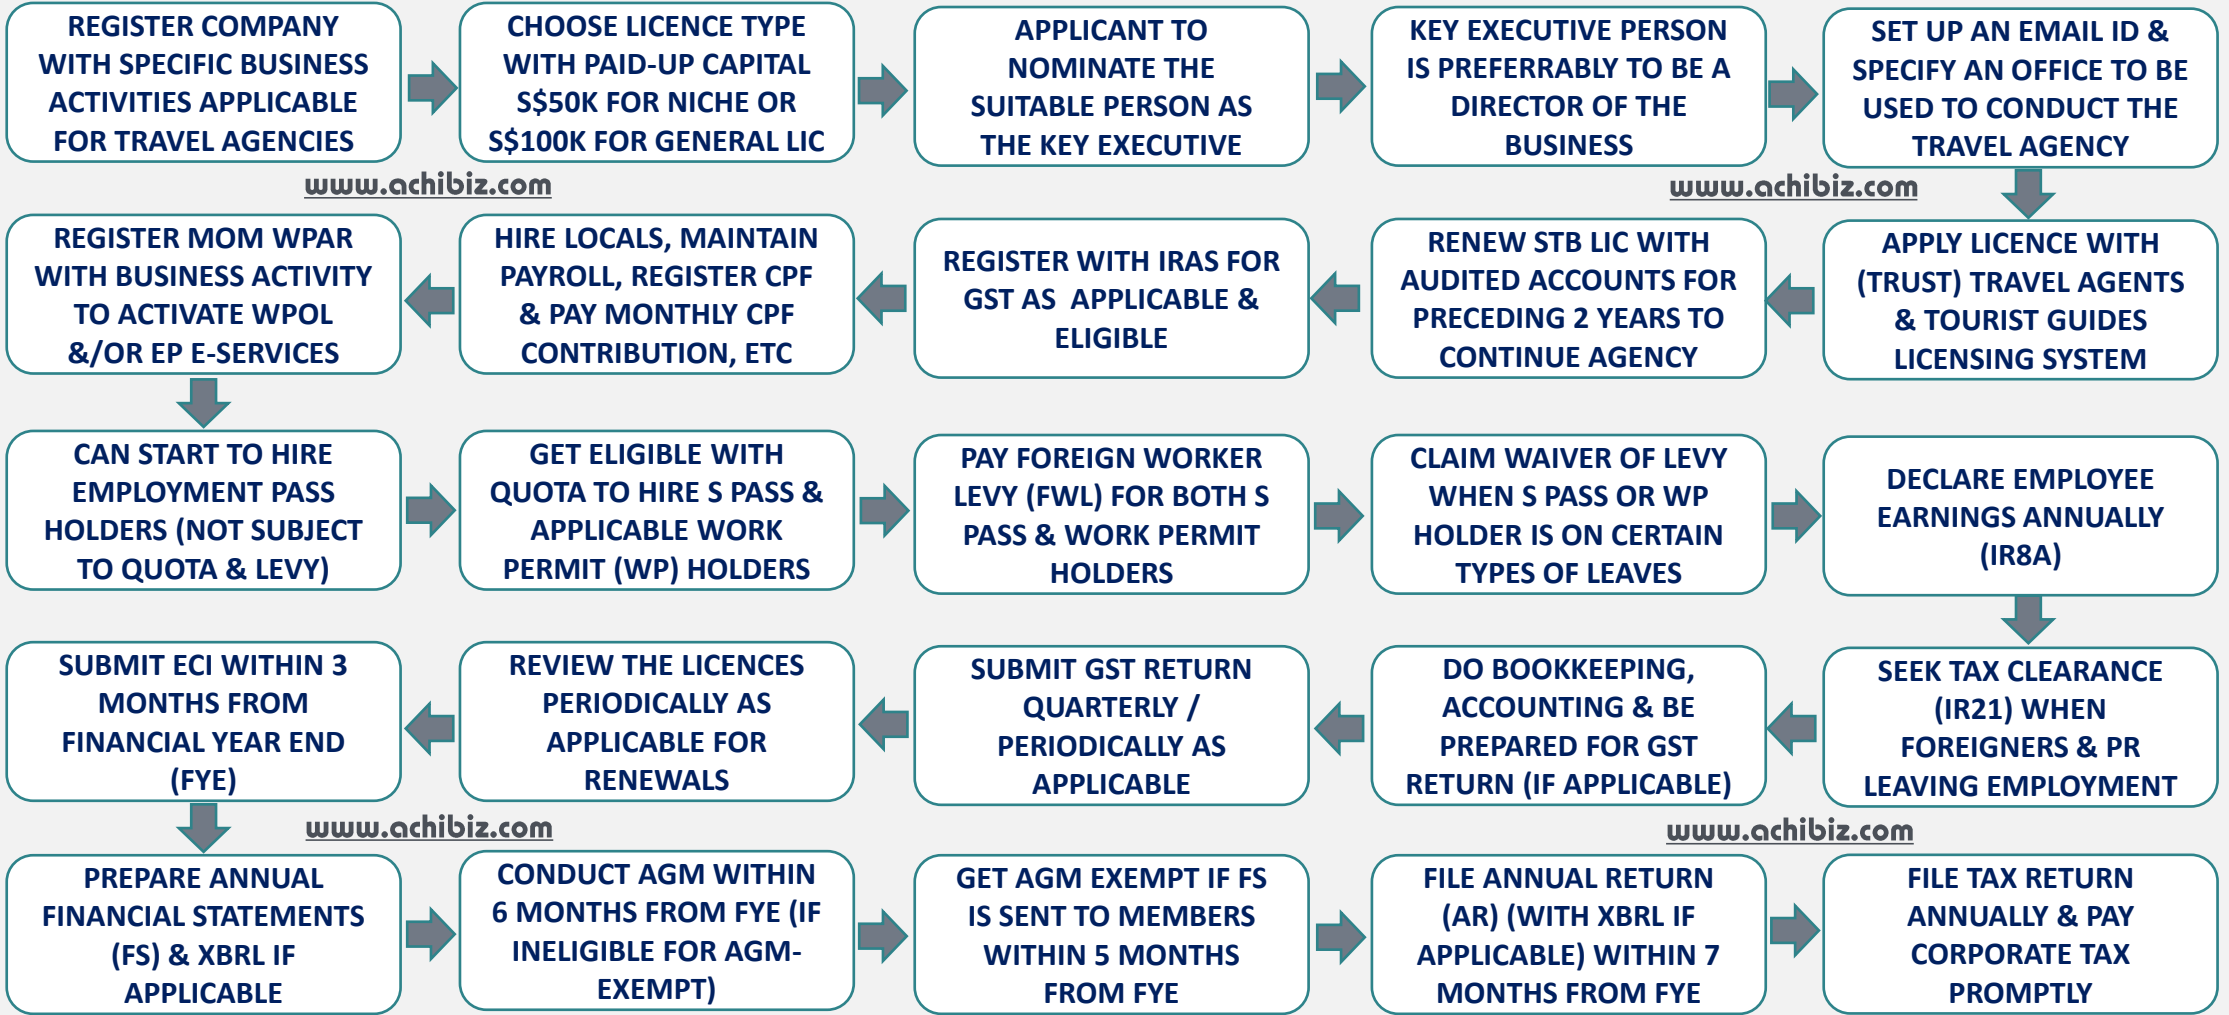 REGISTER COMPANY
WITH SPECIFIC BUSINESS
ACTIVITIES APPLICABLE
FOR TRAVEL AGENCIES
CHOOSE LICENCE TYPE
WITH PAID-UP CAPITAL
S$50K FOR NICHE OR
S$100K FOR GENERAL LIC
APPLICANT TO
NOMINATE THE
SUITABLE PERSON AS
THE KEY EXECUTIVE
KEY EXECUTIVE PERSON
IS PREFERRABLY TO BE A
DIRECTOR OF THE
BUSINESS
SET UP AN EMAIL ID &
SPECIFY AN OFFICE TO BE
USED TO CONDUCT THE
TRAVEL AGENCY
www.achibiz.com
www.achibiz.com
APPLY LICENCE WITH
(TRUST) TRAVEL AGENTS
& TOURIST GUIDES
LICENSING SYSTEM
RENEW STB LIC WITH
AUDITED ACCOUNTS FOR
PRECEDING 2 YEARS TO
CONTINUE AGENCY
REGISTER WITH IRAS FOR
GST AS APPLICABLE &
ELIGIBLE
HIRE LOCALS, MAINTAIN
PAYROLL, REGISTER CPF
& PAY MONTHLY CPF
CONTRIBUTION, ETC
REGISTER MOM WPAR
WITH BUSINESS ACTIVITY
TO ACTIVATE WPOL
&/OR EP E-SERVICES
CAN START TO HIRE
EMPLOYMENT PASS
HOLDERS (NOT SUBJECT
TO QUOTA & LEVY)
GET ELIGIBLE WITH
QUOTA TO HIRE S PASS &
APPLICABLE WORK
PERMIT (WP) HOLDERS
PAY FOREIGN WORKER
LEVY (FWL) FOR BOTH S
PASS & WORK PERMIT
HOLDERS
CLAIM WAIVER OF LEVY
WHEN S PASS OR WP
HOLDER IS ON CERTAIN
TYPES OF LEAVES
DECLARE EMPLOYEE
EARNINGS ANNUALLY
(IR8A)
SEEK TAX CLEARANCE
(IR21) WHEN
FOREIGNERS & PR
LEAVING EMPLOYMENT
DO BOOKKEEPING,
ACCOUNTING & BE
PREPARED FOR GST
RETURN (IF APPLICABLE)
SUBMIT GST RETURN
QUARTERLY /
PERIODICALLY AS
APPLICABLE
REVIEW THE LICENCES
PERIODICALLY AS
APPLICABLE FOR
RENEWALS
SUBMIT ECI WITHIN 3
MONTHS FROM
FINANCIAL YEAR END
(FYE)
www.achibiz.com
www.achibiz.com
PREPARE ANNUAL
FINANCIAL STATEMENTS
(FS) & XBRL IF
APPLICABLE
CONDUCT AGM WITHIN
6 MONTHS FROM FYE (IF
INELIGIBLE FOR AGM-
EXEMPT)
GET AGM EXEMPT IF FS
IS SENT TO MEMBERS
WITHIN 5 MONTHS
FROM FYE
FILE ANNUAL RETURN
(AR) (WITH XBRL IF
APPLICABLE) WITHIN 7
MONTHS FROM FYE
FILE TAX RETURN
ANNUALLY & PAY
CORPORATE TAX
PROMPTLY